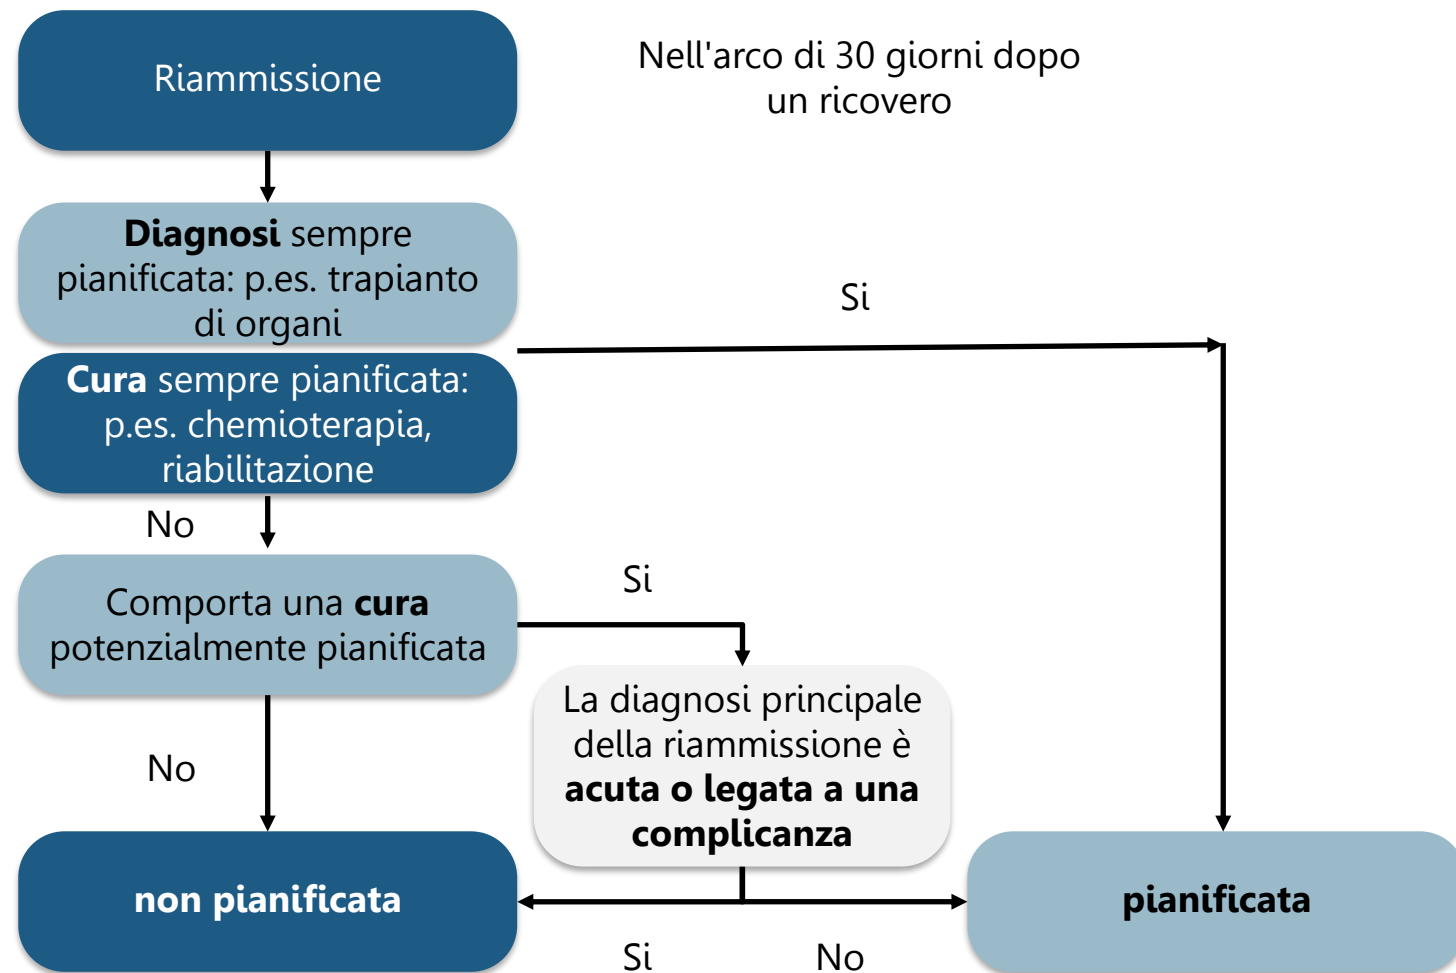 Riammissione
Nell'arco di 30 giorni dopo
un ricovero
Diagnosi sempre
pianificata: p.es. trapianto
di organi
Si
Cura sempre pianificata:
p.es. chemioterapia,
riabilitazione
No
Comporta una cura
potenzialmente pianificata
Si
La diagnosi principale
della riammissione è
acuta o legata a una
complicanza
No
non pianificata
pianificata
Si
No